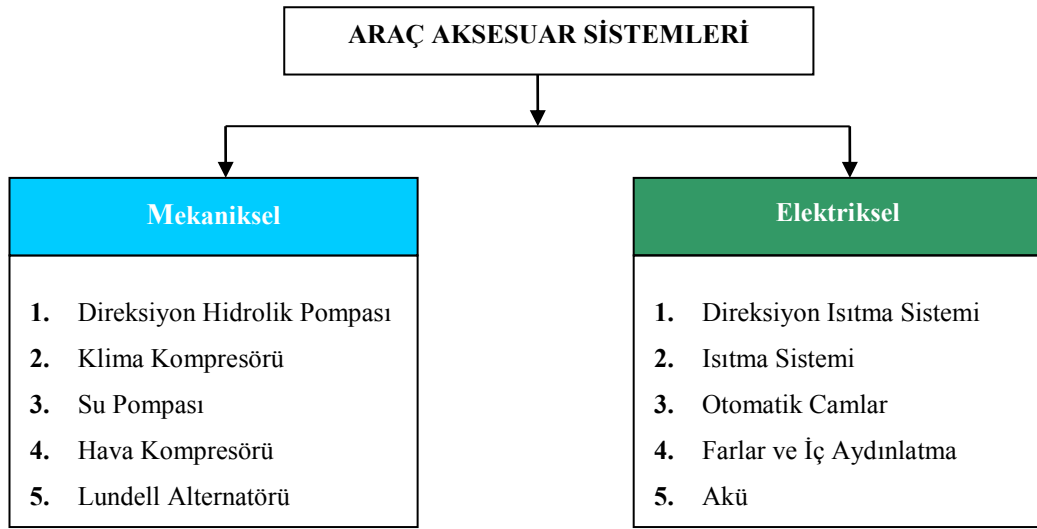 ARAÇ AKSESUAR SİSTEMLERİ
Mekaniksel
1. Direksiyon Hidrolik Pompası
2. Klima Kompresörü
3. Su Pompası
4. Hava Kompresörü
5. Lundell Alternatörü
Elektriksel
1. Direksiyon Isıtma Sistemi
2. Isıtma Sistemi
3. Otomatik Camlar
4. Farlar ve İç Aydınlatma
5. Akü